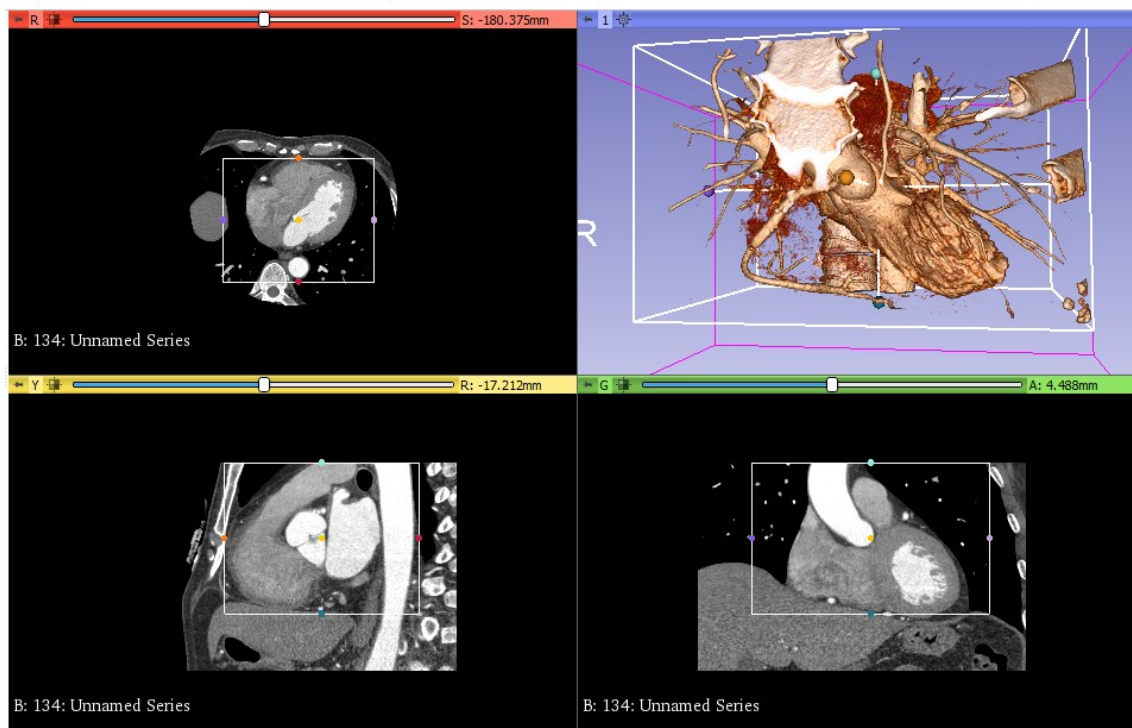 R S: -180.375mm
1
R
B: 134: Unnamed Series
Y R: -17.212mm
G A: 4.488mm
B: 134: Unnamed Series
B: 134: Unnamed Series